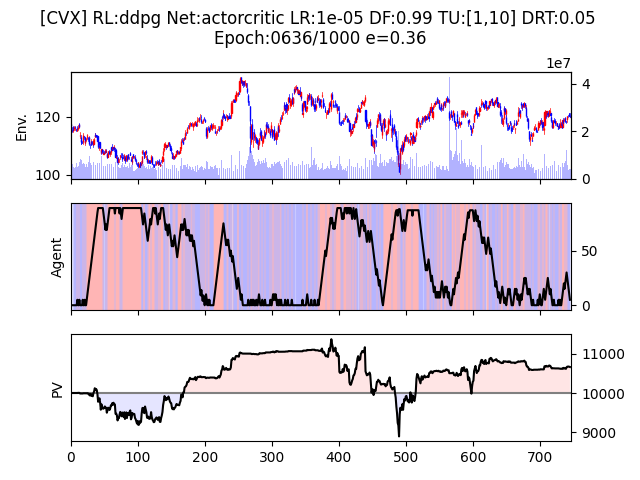 [CVX] RL:ddpg Net:actorcritic LR:1e-05 DF:0.99 TU:[1,10] DRT:0.05
Epoch:0636/1000 e=0.36
1e7
Env.
120
100
4
2
0
Agent
50
0
PV
11000
10000
9000
0 100 200 300 400 500 600 700